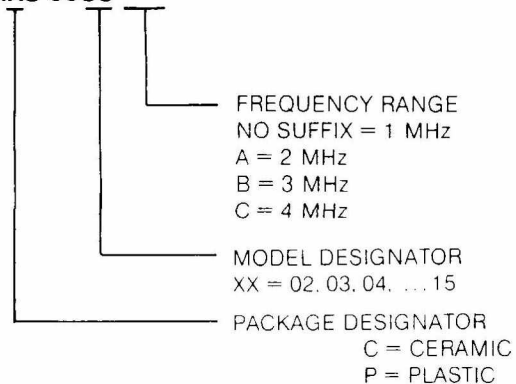 FREQUENCY RANGE
NO SUFFIX = 1 MHz
A = 2 MHz
B = 3 MHz
C = 4 MHz
MODEL DESIGNATOR
XX = 02, 03, 04, ... 15
PACKAGE DESIGNATOR
C = CERAMIC
P = PLASTIC